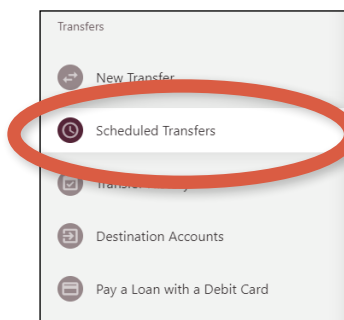 Transfers
New Transfer
Scheduled Transfers
Destination Accounts
Pay a Loan with a Debit Card